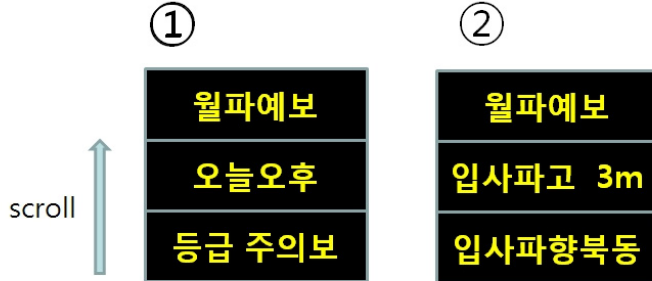 ①
월파예보
오늘오후
등급 주의보
scroll
②
월파예보
입사파고 3m
입사파향북동